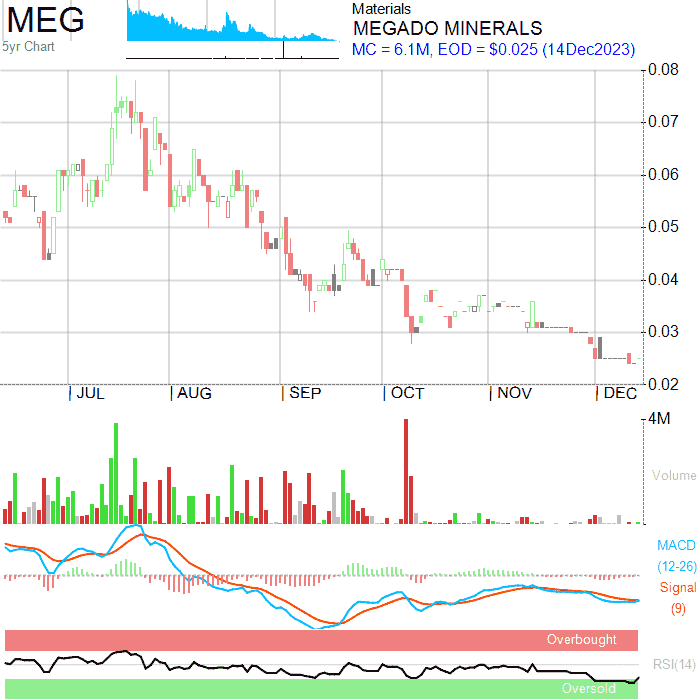 MEG
5yr Chart
Materials
MEGADO MINERALS
MC = 6.1M, EOD = $0.025 (14Dec2023)
0.08
0.07
0.06
0.05
0.04
0.03
0.02
JUL AUG SEP OCT NOV DEC
4M
Volume
MACD
(12-26)
Signal
(9)
Overbought
RSI(14)
Oversold